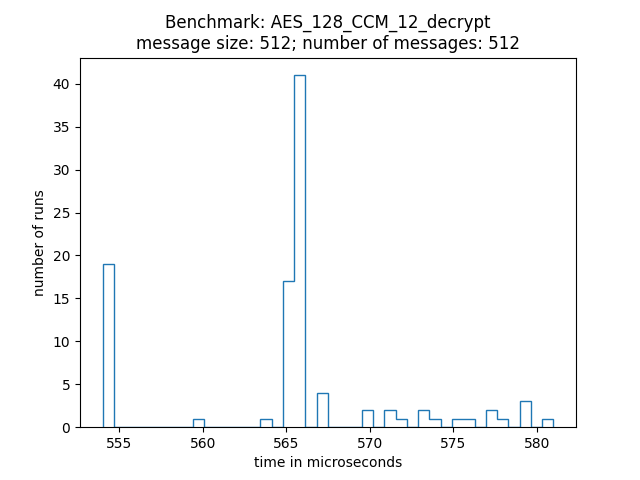 Benchmark: AES_128_CCM_12_decrypt
message size: 512; number of messages: 512
number of runs
40
35
30
25
20
15
10
5
0
555 560 565 570 575 580
time in microseconds